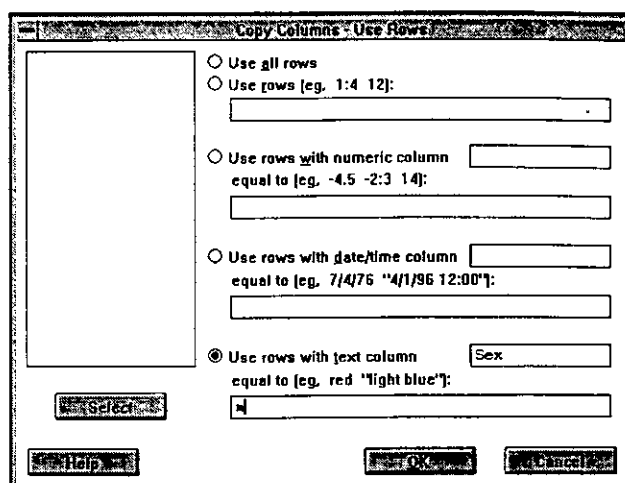 Copy Columns - Use Rows
Use all rows
Use rows (eg, 1:4 12):
Use rows with numeric column
equal to (eg, -4.5 -2:3 14):
Use rows with date/time column
equal to (eg, 7/4/76 "4/1/96 12:00"):
Use rows with text column
Sex
equal to (eg, red "light blue"):
Select
Help
OK
Cancel